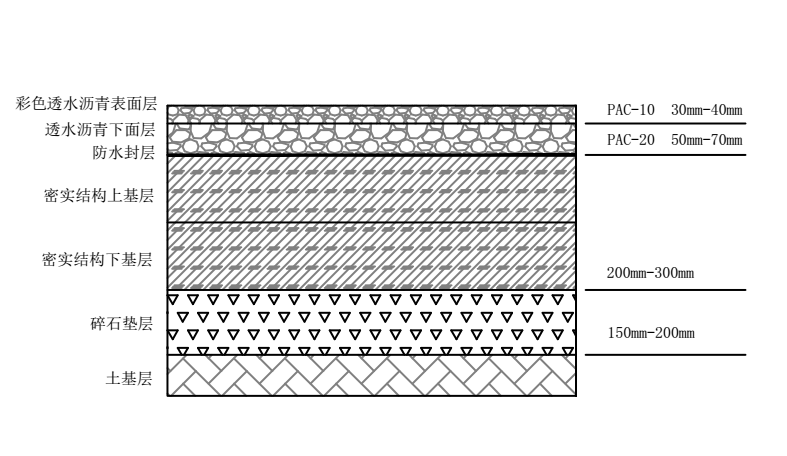 彩色透水沥青表面层
PAC-10 30mm-40mm
透水沥青下面层
PAC-20 50mm-70mm
防水封层
密实结构上基层
密实结构下基层
200mm-300mm
碎石垫层
150mm-200mm
土基层